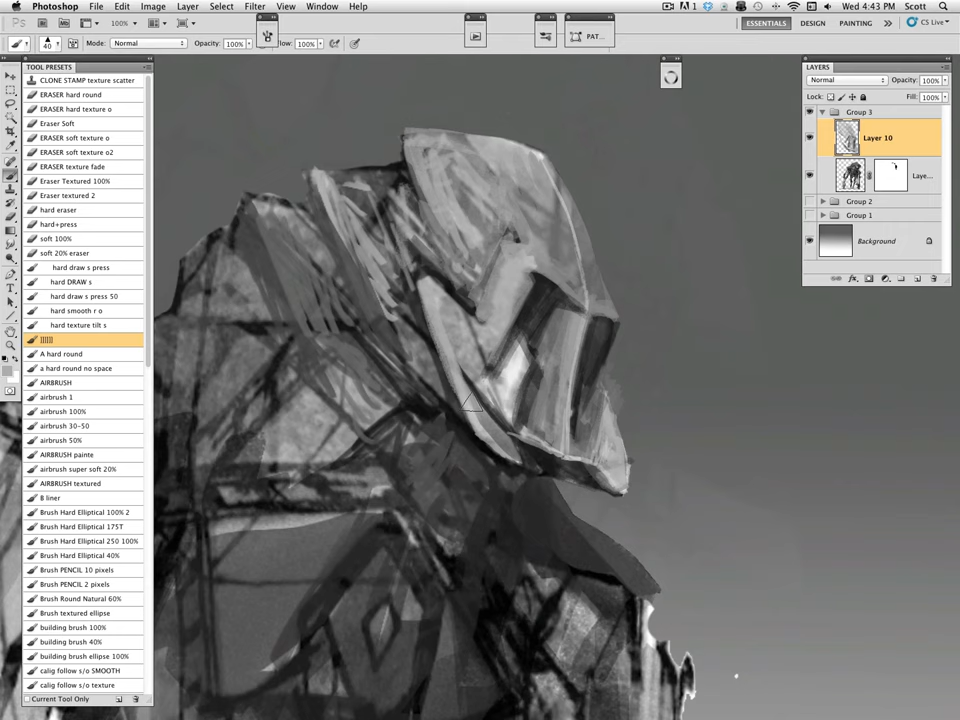 Photoshop File Edit Image Layer Select Filter Analysis View Window Help
1 Wed 4:43 PM Scott
Ps Br Mb 100% ESSENTIALS DESIGN PAINTING CS Live
40 Mode: Normal Opacity: 100% low: 100% PAT...
TOOL PRESETS
CLONE STAMP texture scatter
ERASER hard round
ERASER hard texture o
Eraser Soft
ERASER soft texture o
ERASER soft texture o2
ERASER texture fade
Eraser Textured 100%
Eraser textured 2
hard eraser
hard+press
soft 100%
soft 20% eraser
hard draw s press
hard DRAW s
hard draw s press 50
hard smooth r o
hard texture tilt s
]]]]]]
A hard round
a hard round no space
AIRBRUSH
airbrush 1
airbrush 100%
airbrush 30-50
airbrush 50%
AIRBRUSH painte
airbrush super soft 20%
AIRBRUSH textured
B liner
Brush Hard Elliptical 100% 2
Brush Hard Elliptical 175T
Brush Hard Elliptical 250 100%
Brush Hard Elliptical 40%
Brush PENCIL 10 pixels
Brush PENCIL 2 pixels
Brush Round Natural 60%
Brush textured ellipse
building brush 100%
building brush 40%
building brush ellipse 100%
calig follow s/o SMOOTH
calig follow s/o texture
Current Tool Only
LAYERS
Normal Opacity: 100%
Lock: Fill: 100%
Group 3
Layer 10
Laye...
Group 2
Group 1
Background